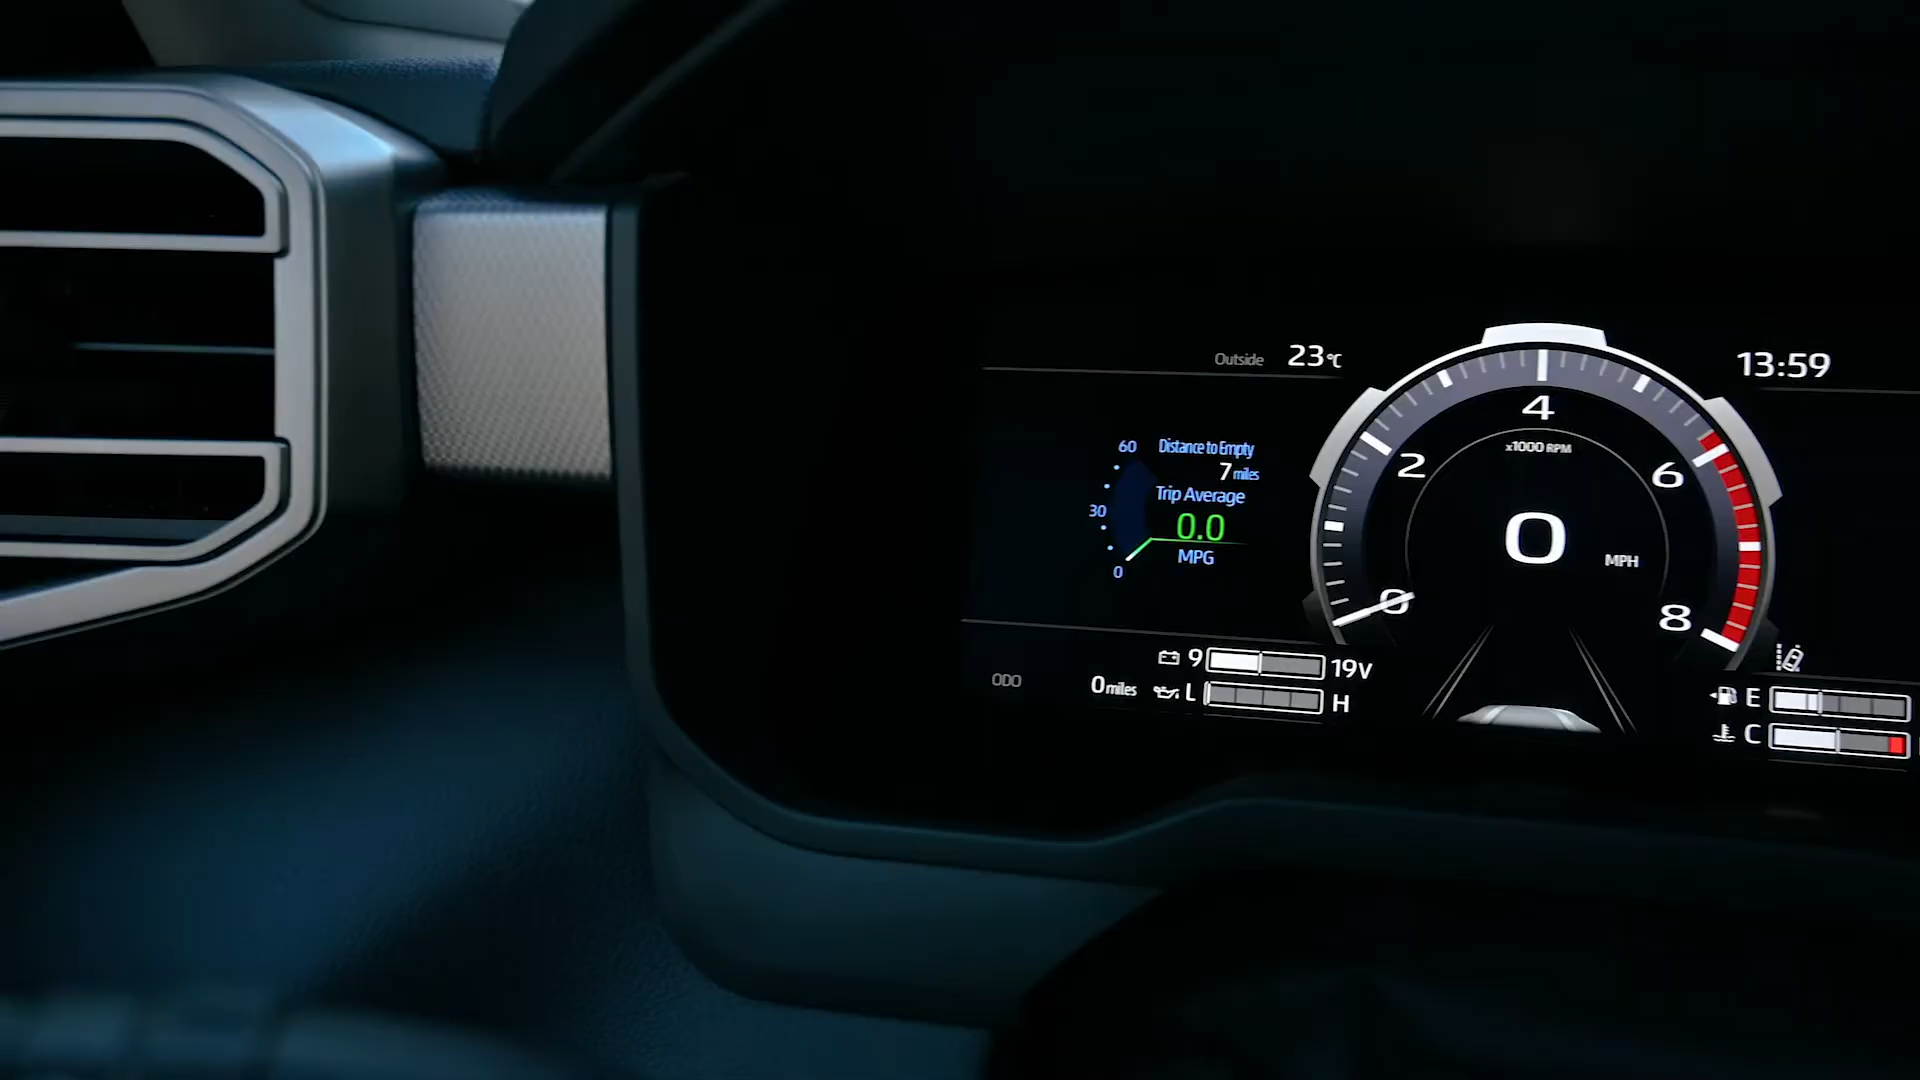 Outside 23°C
13:59
60 Distance to Empty
7 miles
Trip Average
30
0.0
MPG
0
4
x1000 RPM
2
6
0
MPH
0
8
9 19V
ODO 0 miles
L H
E
C